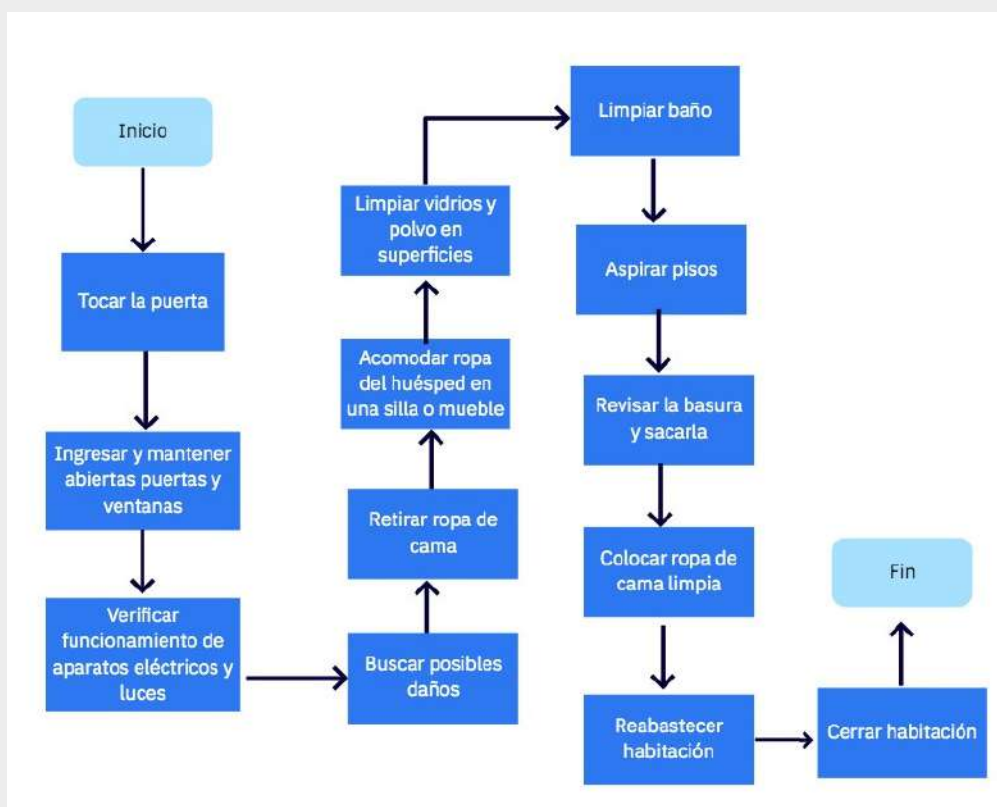 Inicio
Tocar la puerta
Ingresar y mantener
abiertas puertas y
ventanas
Verificar
funcionamiento de
aparatos eléctricos y
luces
Buscar posibles
daños
Retirar ropa de
cama
Acomodar ropa
del huésped en
una silla o mueble
Limpiar vidrios y
polvo en
superficies
Limpiar baño
Aspirar pisos
Revisar la basura
y sacarla
Colocar ropa de
cama limpia
Reabastecer
habitación
Cerrar habitación
Fin